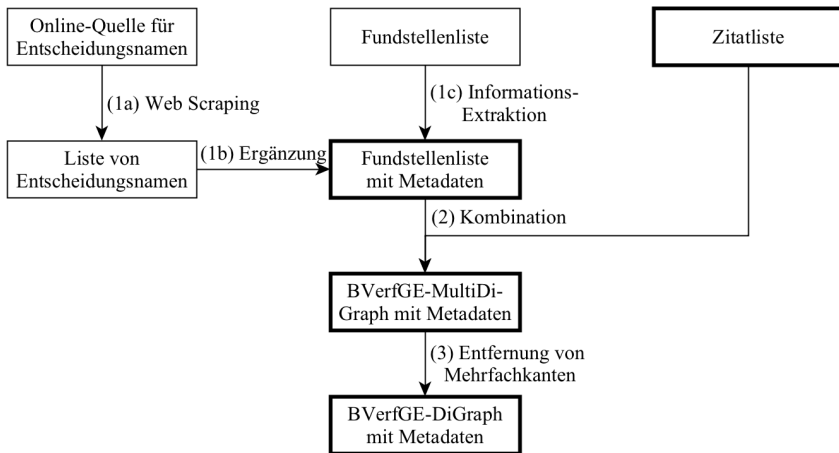 Online-Quelle für
Entscheidungsnamen
Fundstellenliste
Zitatliste
(1a) Web Scraping
(1c) Informations-
Extraktion
Liste von
Entscheidungsnamen
(1b) Ergänzung
Fundstellenliste
mit Metadaten
(2) Kombination
BVerfGE-MultiDi-
Graph mit Metadaten
(3) Entfernung von
Mehrfachkanten
BVerfGE-DiGraph
mit Metadaten